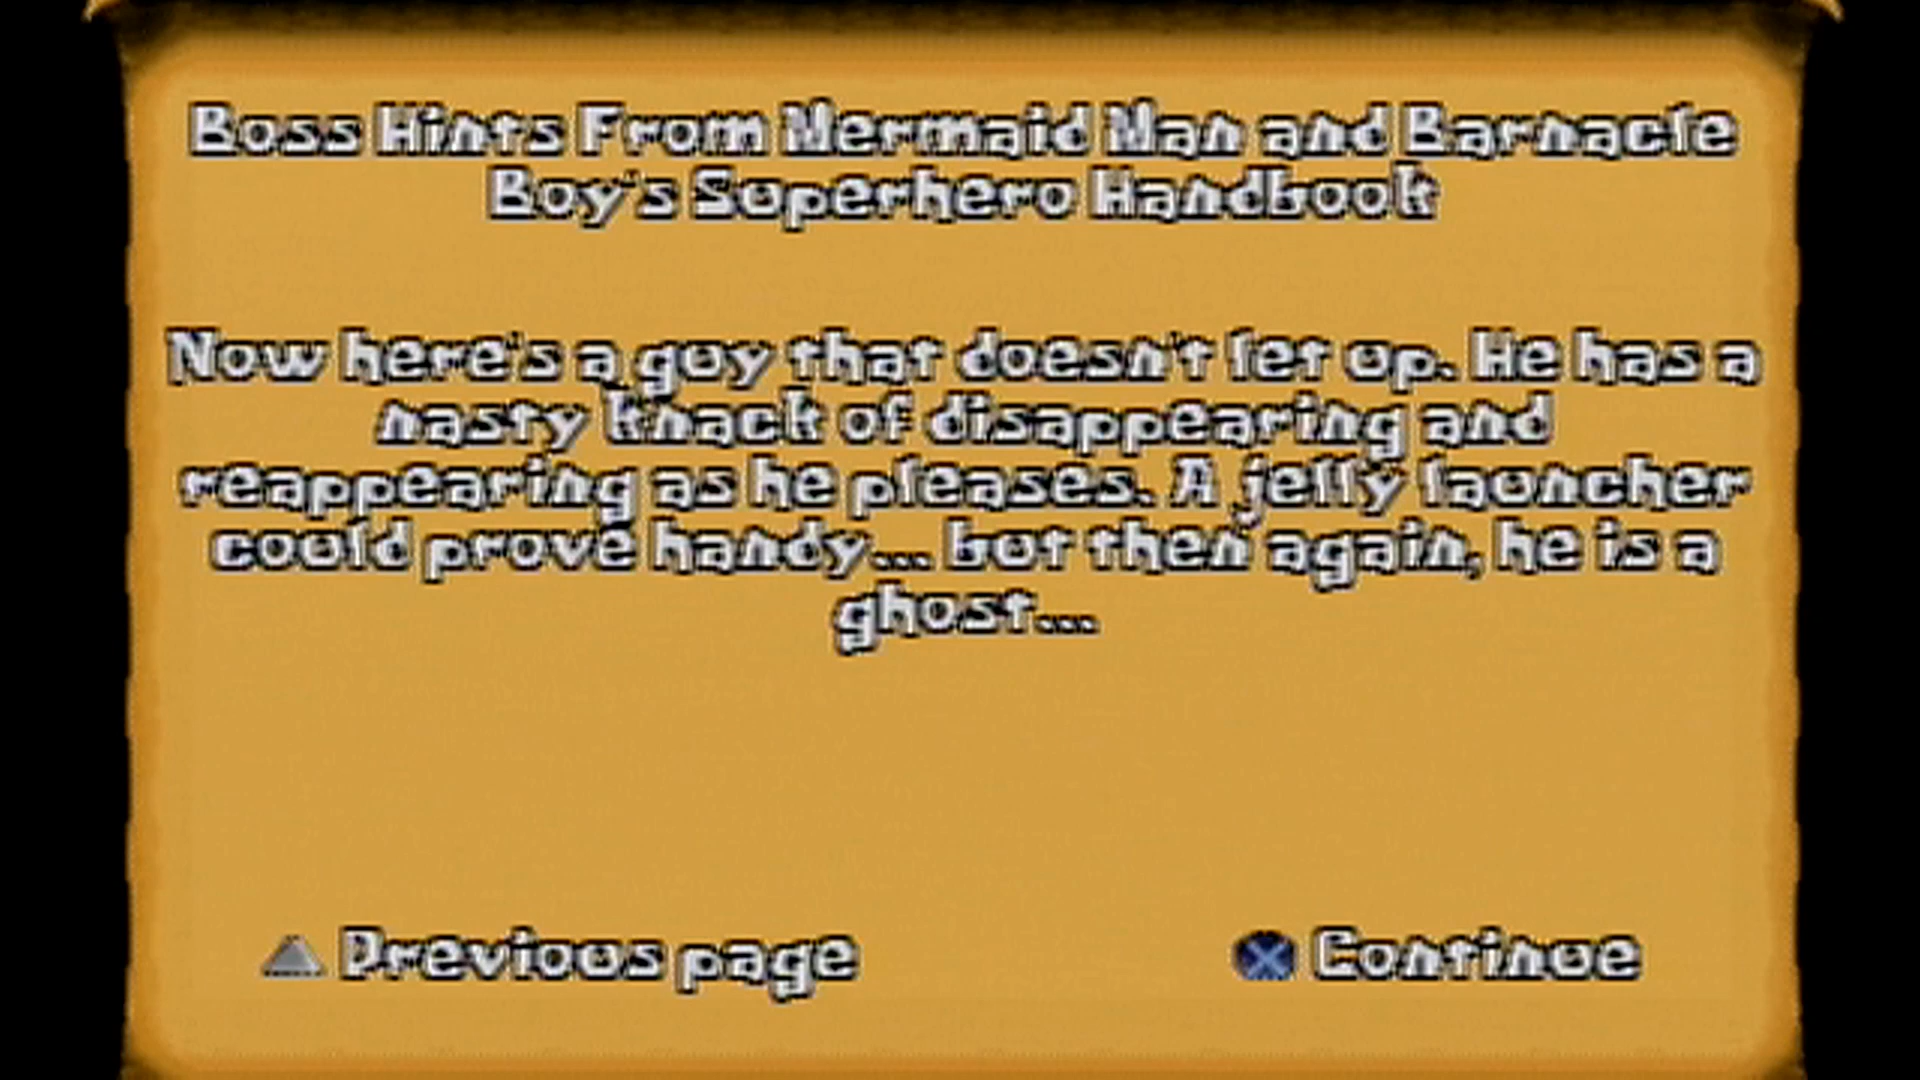 Boss Hints From Mermaid Man and Barnacle
Boy's Superhero Handbook
Now here's a guy that doesn't let up. He has a
nasty knack of disappearing and
reappearing as he pleases. A jelly launcher
could prove handy... but then again, he is a
ghost...
Previous page
Continue